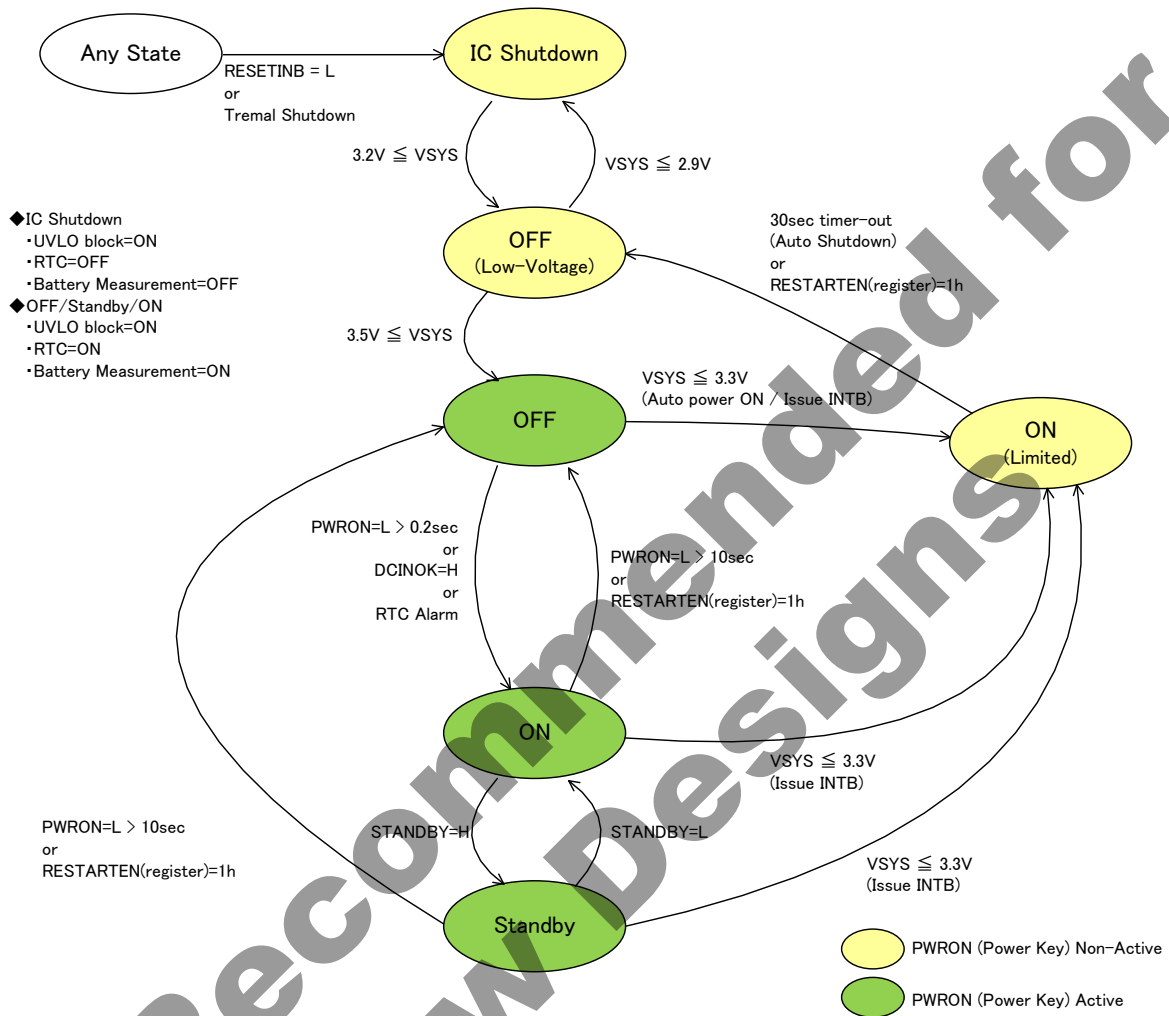 Any State
RESETINB = L
or
Tremal Shutdown
IC Shutdown
3.2V ≦ VSYS
VSYS ≦ 2.9V
◆IC Shutdown
・UVLO block=ON
・RTC=OFF
・Battery Measurement=OFF
◆OFF/Standby/ON
・UVLO block=ON
・RTC=ON
・Battery Measurement=ON
OFF
(Low-Voltage)
30sec timer-out
(Auto Shutdown)
or
RESTARTEN(register)=1h
3.5V ≦ VSYS
OFF
VSYS ≦ 3.3V
(Auto power ON / Issue INTB)
ON
(Limited)
PWRON=L > 0.2sec
or
DCINOK=H
or
RTC Alarm
PWRON=L > 10sec
or
RESTARTEN(register)=1h
ON
VSYS ≦ 3.3V
(Issue INTB)
PWRON=L > 10sec
or
RESTARTEN(register)=1h
STANDBY=H
STANDBY=L
VSYS ≦ 3.3V
(Issue INTB)
Standby
PWRON (Power Key) Non-Active
PWRON (Power Key) Active
Recommended for
w Designs